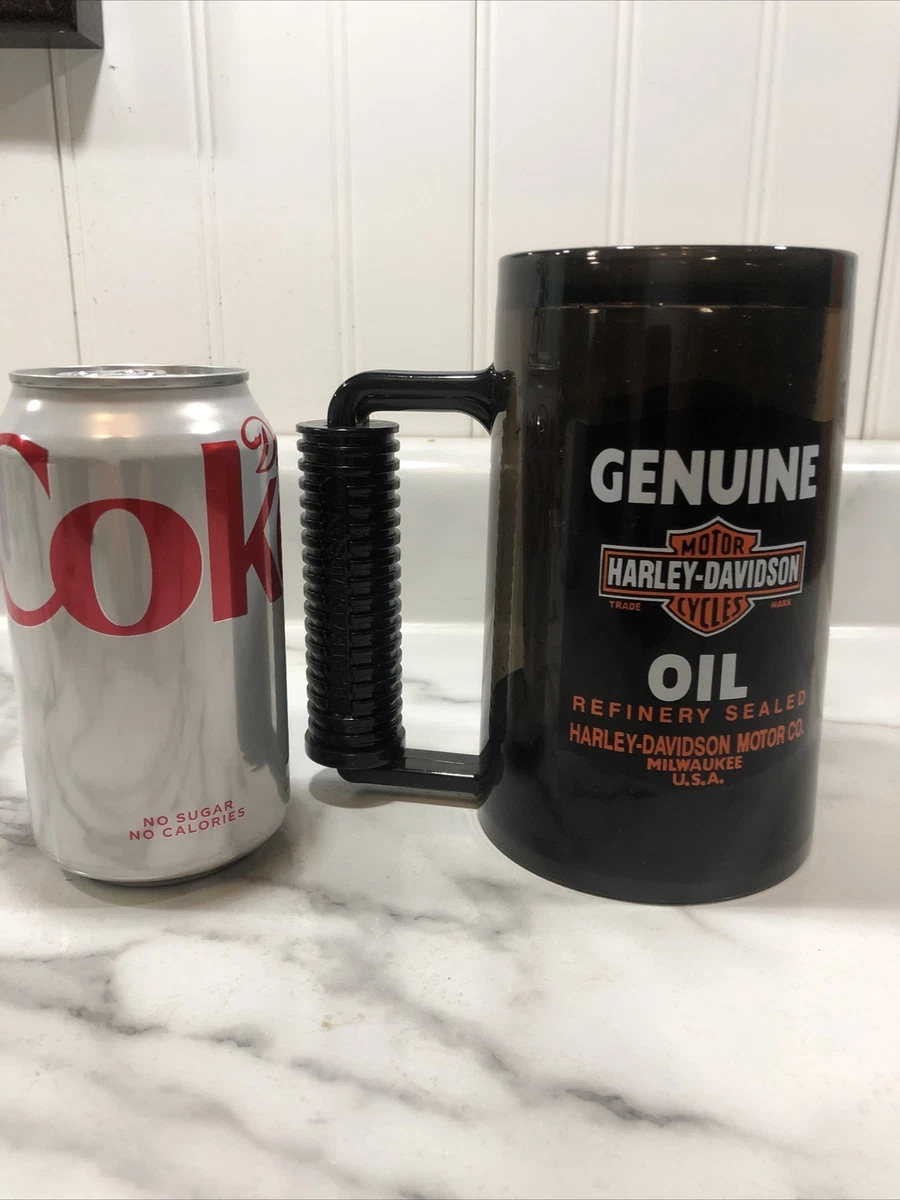 Cok
D
NO SUGAR
NO CALORIES
GENUINE
MOTOR
HARLEY-DAVIDSON
CYCLES
TRADE MARK
OIL
REFINERY SEALED
HARLEY-DAVIDSON MOTOR CO.
MILWAUKEE
U.S.A.